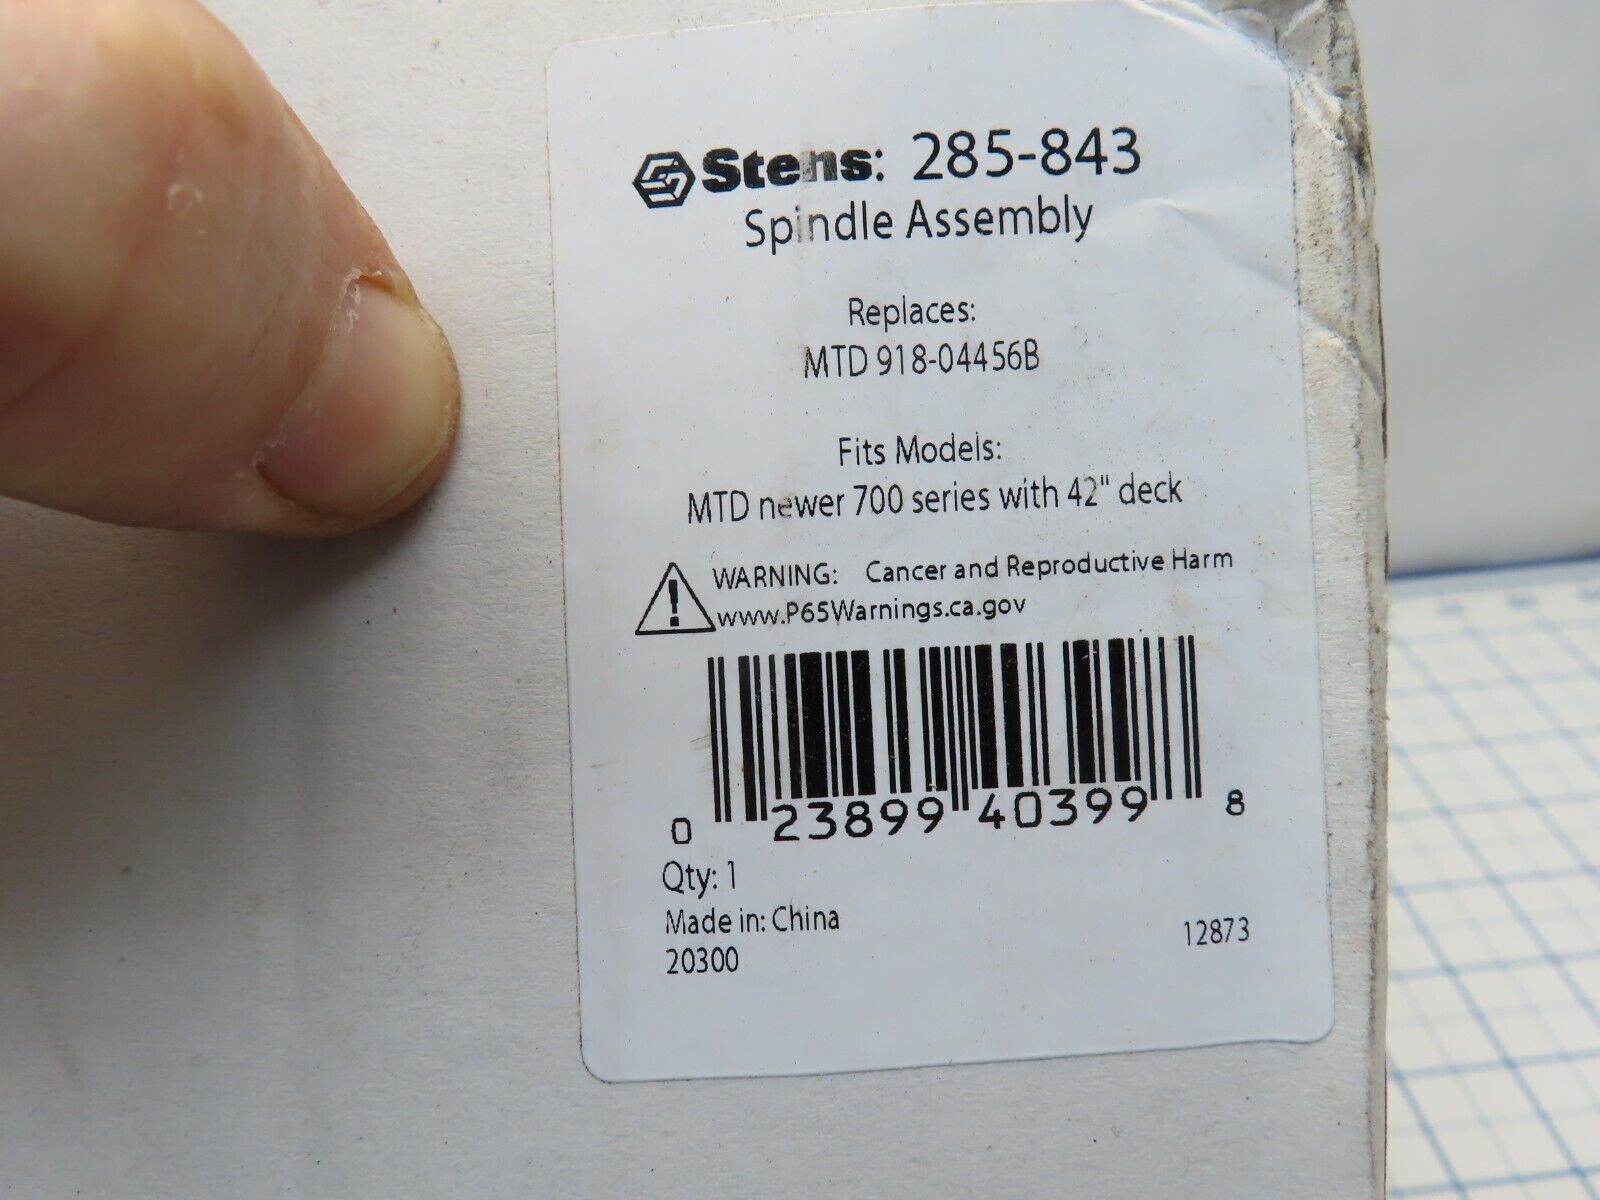 Stens: 285-843
Spindle Assembly
Replaces:
MTD 918-04456B
Fits Models:
MTD newer 700 series with 42" deck
WARNING: Cancer and Reproductive Harm
www.P65Warnings.ca.gov
0 23899 40399 8
Qty: 1
Made in: China
20300
12873